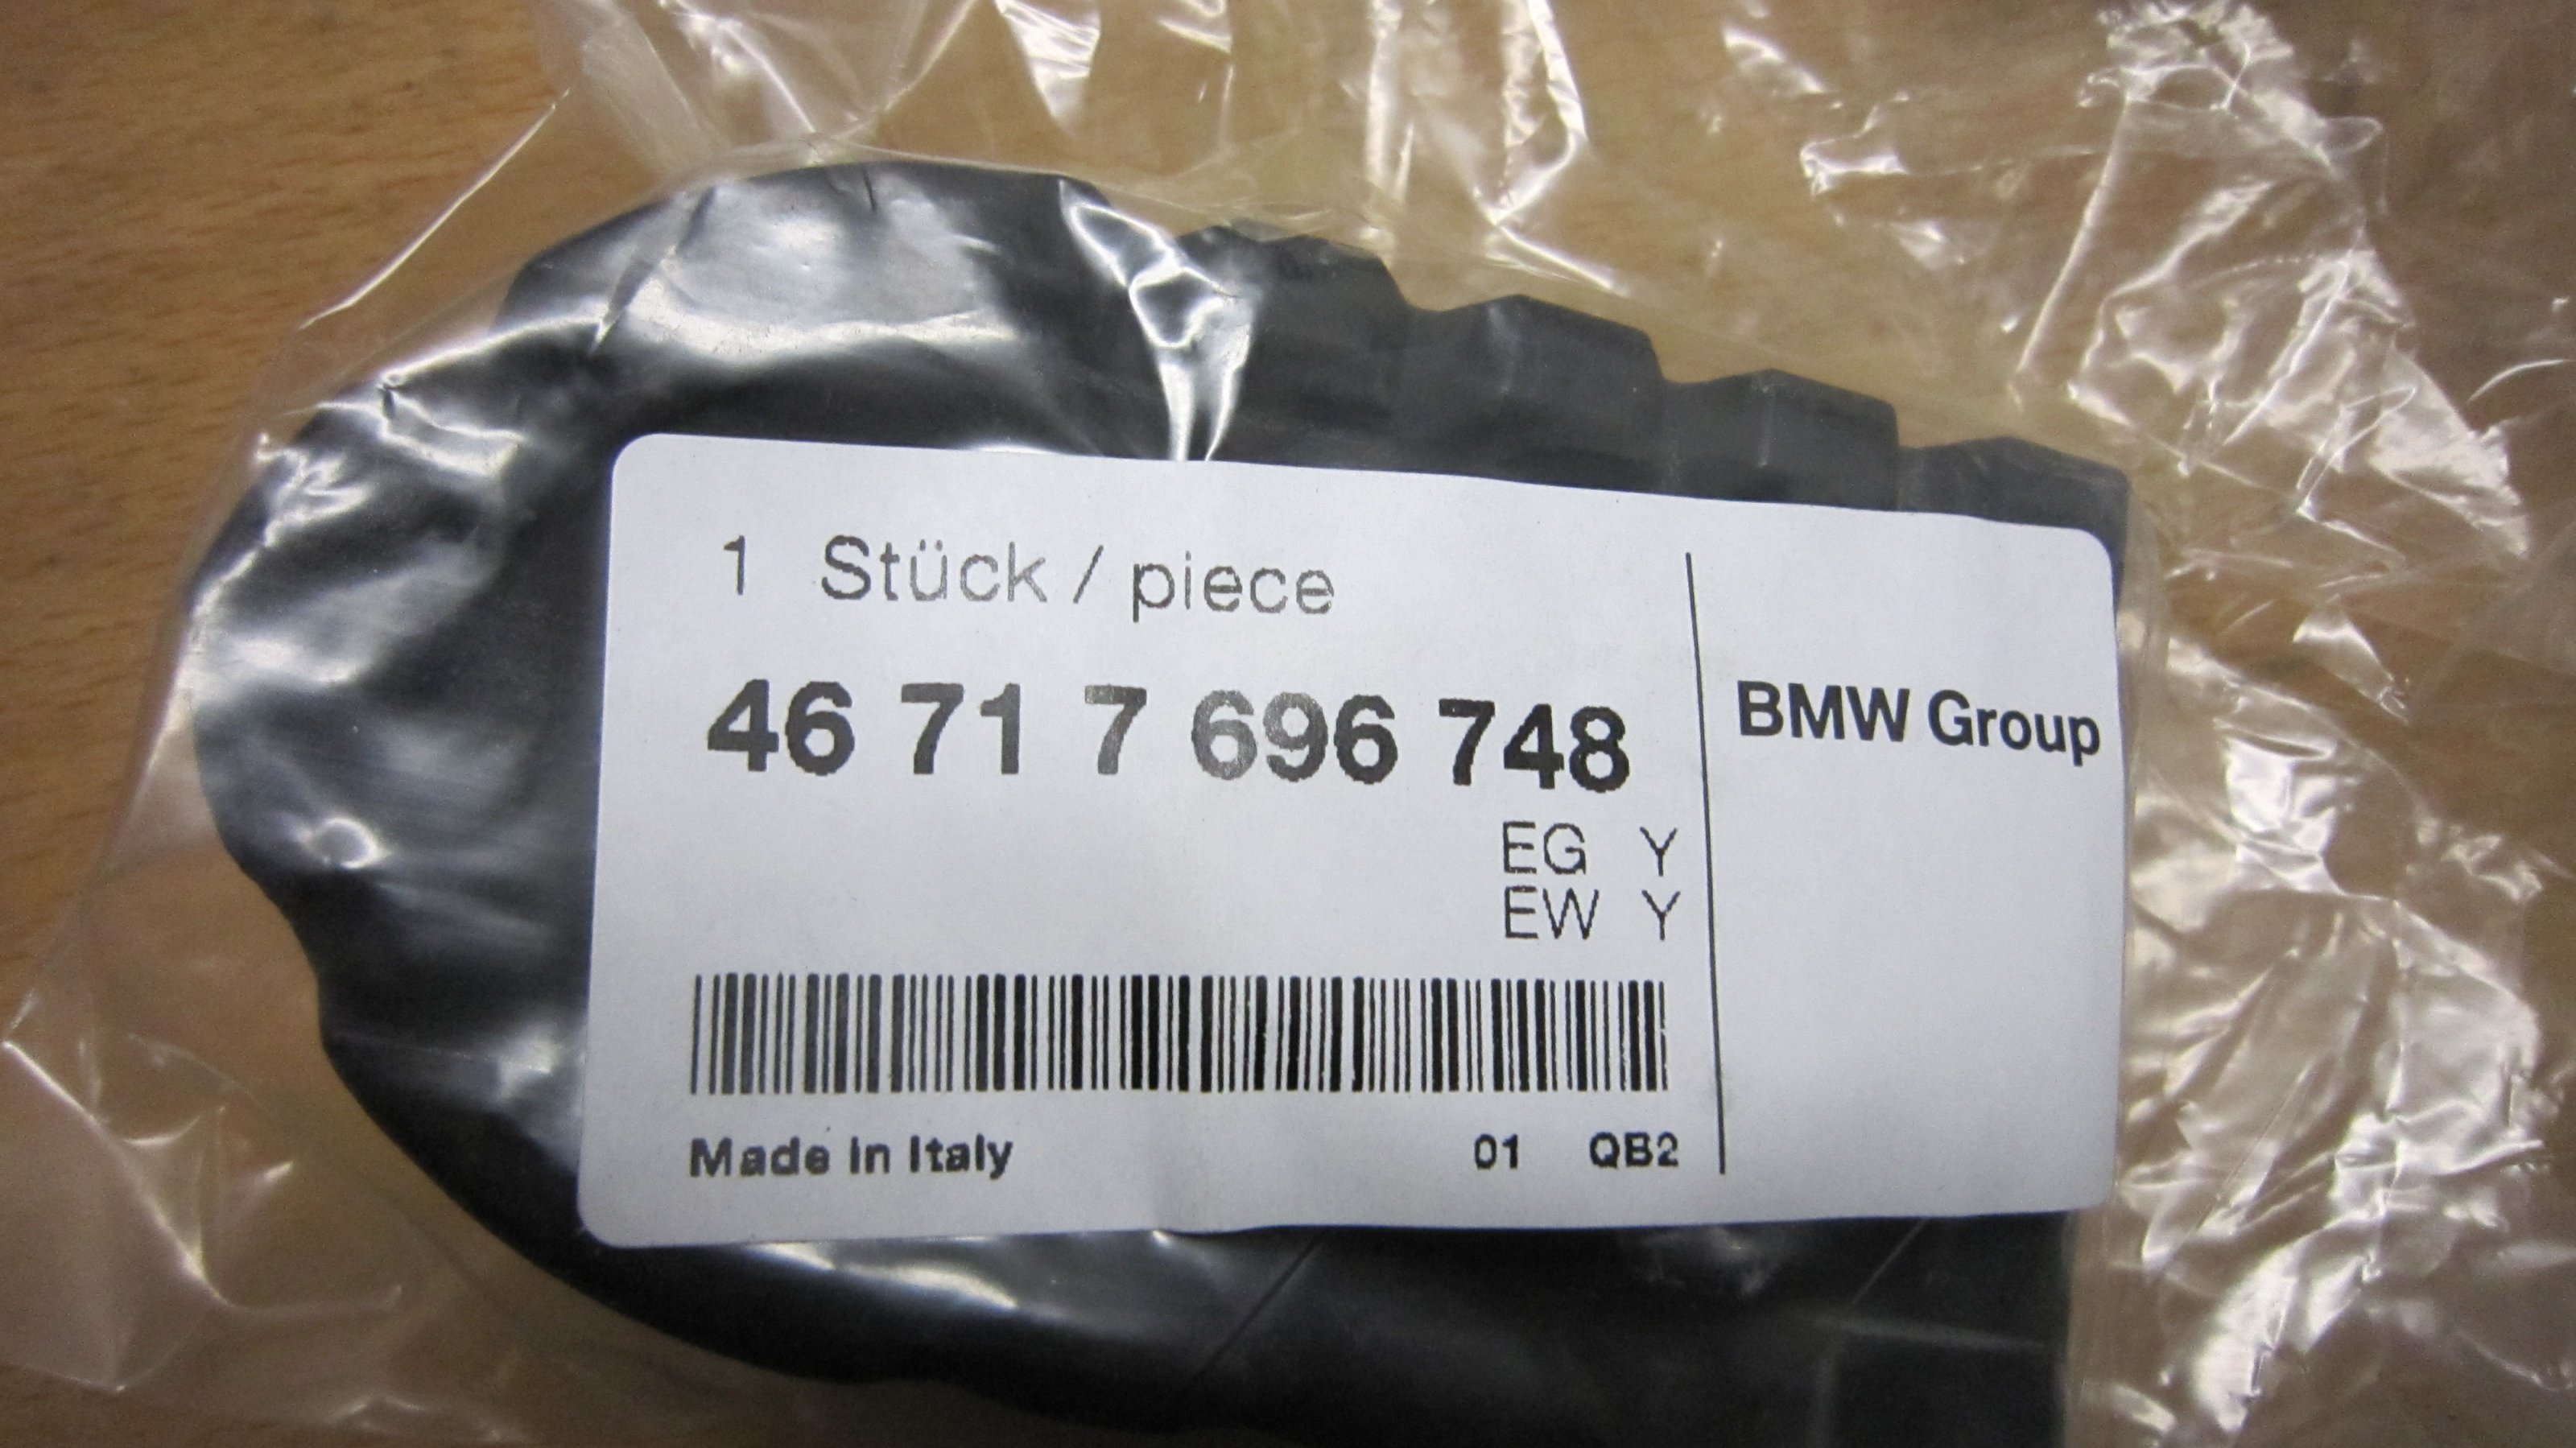 1 Stück / piece
46 71 7 696 748
BMW Group
EG Y
EW Y
Made in Italy 01 QB2